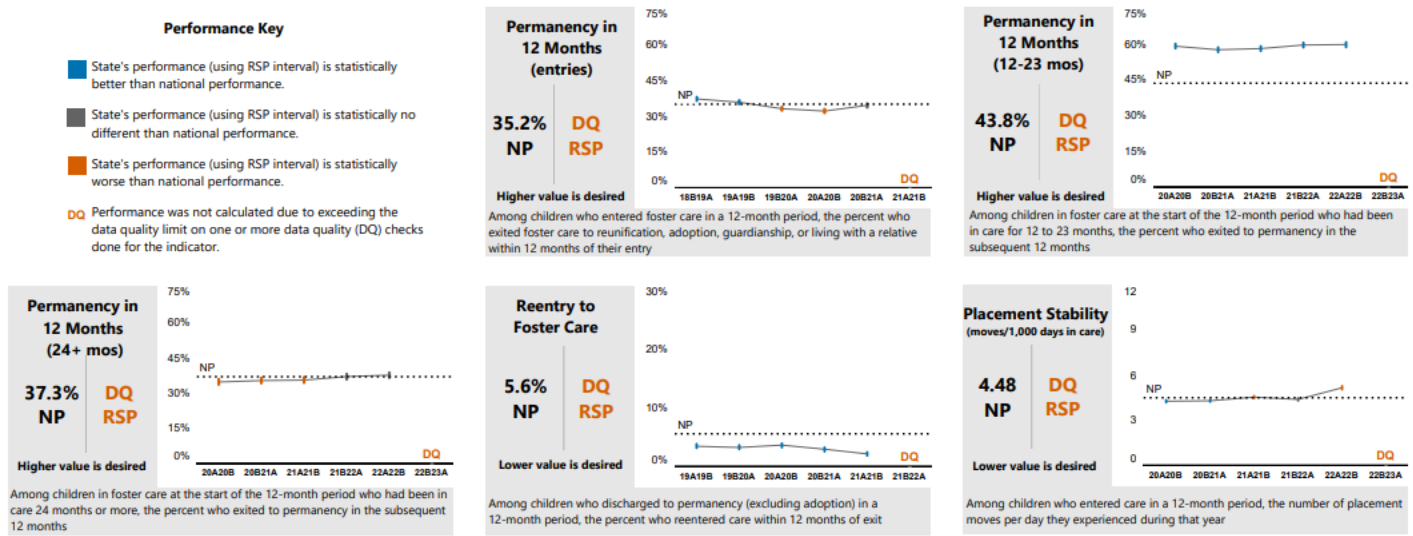 Performance Key
State's performance (using RSP interval) is statistically
better than national performance.
State's performance (using RSP interval) is statistically no
different than national performance.
State's performance (using RSP interval) is statistically
worse than national performance.
DQ Performance was not calculated due to exceeding the
data quality limit on one or more data quality (DQ) checks
done for the indicator.
Permanency in
12 Months
(entries)
35.2% DQ
NP RSP
Higher value is desired
75%
60%
45%
NP
30%
15%
0%
DQ
18B19A 19A19B 19B20A 20A20B 20B21A 21A21B
Among children who entered foster care in a 12-month period, the percent who
exited foster care to reunification, adoption, guardianship, or living with a relative
within 12 months of their entry
Permanency in
12 Months
(12-23 mos)
43.8% DQ
NP RSP
Higher value is desired
75%
60%
45% NP
30%
15%
0%
DQ
20A20B 20B21A 21A21B 21B22A 22A22B 22B23A
Among children in foster care at the start of the 12-month period who had been
in care for 12 to 23 months, the percent who exited to permanency in the
subsequent 12 months
Permanency in
12 Months
(24+ mos)
37.3% DQ
NP RSP
Higher value is desired
75%
60%
45%
NP
30%
15%
0%
DQ
20A20B 20B21A 21A21B 21B22A 22A22B 22B23A
Among children in foster care at the start of the 12-month period who had been in
care 24 months or more, the percent who exited to permanency in the subsequent
12 months
Reentry to
Foster Care
5.6% DQ
NP RSP
Lower value is desired
30%
20%
10%
NP
0%
DQ
19A19B 19B20A 20A20B 20B21A 21A21B 21B22A
Among children who discharged to permanency (excluding adoption) in a
12-month period, the percent who reentered care within 12 months of exit
Placement Stability
(moves/1,000 days in care)
4.48 DQ
NP RSP
Lower value is desired
12
9
6
NP
3
0
DQ
20A20B 20B21A 21A21B 21B22A 22A22B 22B23A
Among children who entered care in a 12-month period, the number of placement
moves per day they experienced during that year